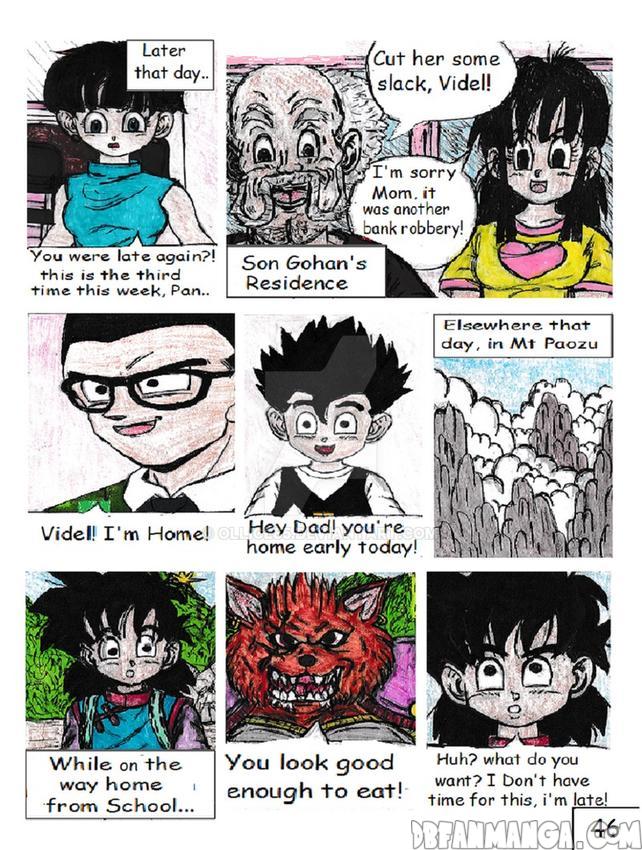 Later
that day..
You were late again?!
this is the third
time this week, Pan..
Cut her some
slack, Videl!
I'm sorry
Mom, it
was another
bank robbery!
Son Gohan's
Residence
Videl! I'm Home!
Hey Dad! you're
home early today!
Elsewhere that
day, in Mt Paozu
While on the
way home
from School...
You look good
enough to eat!
Huh? what do you
want? I Don't have
time for this, i'm late!
46
DBFANMANGA.COM